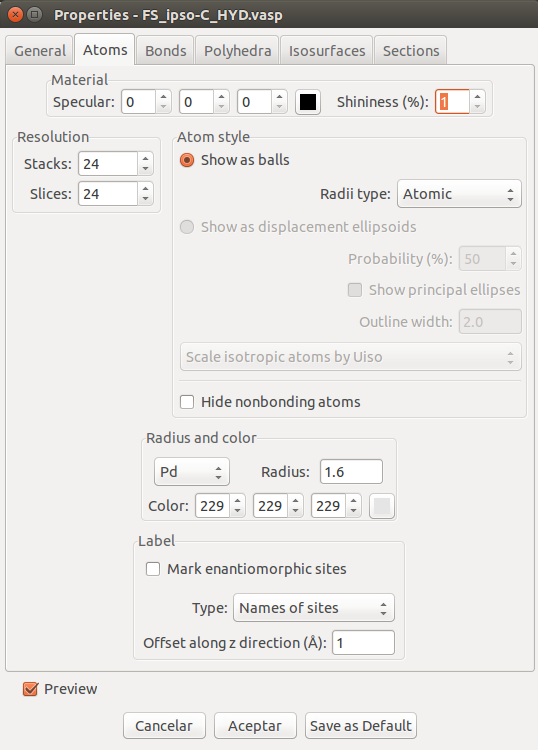 Properties - FS_ipso-C_HYD.vasp
General Atoms Bonds Polyhedra Isosurfaces Sections
Material
Specular: 0 0 0 Shininess (%): 1
Resolution
Stacks: 24
Slices: 24
Atom style
Show as balls
Radii type: Atomic
Show as displacement ellipsoids
Probability (%): 50
Show principal ellipses
Outline width: 2.0
Scale isotropic atoms by Uiso
Hide nonbonding atoms
Radius and color
Pd Radius: 1.6
Color: 229 229 229
Label
Mark enantiomorphic sites
Type: Names of sites
Offset along z direction (Å): 1
Preview
Cancelar Aceptar Save as Default